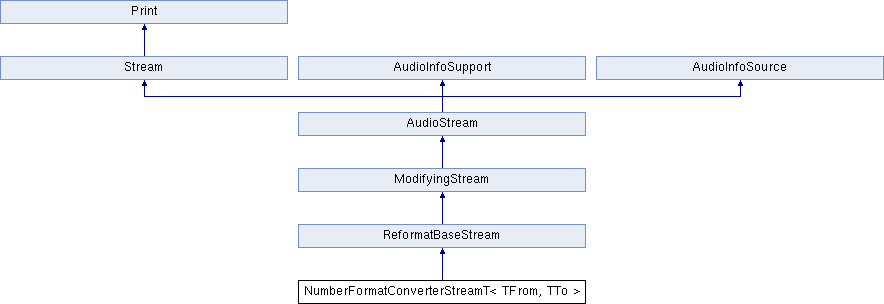 Print
Stream
AudioInfoSupport
AudioInfoSource
AudioStream
ModifyingStream
ReformatBaseStream
NumberFormatConverterStreamT< TFrom, TTo >